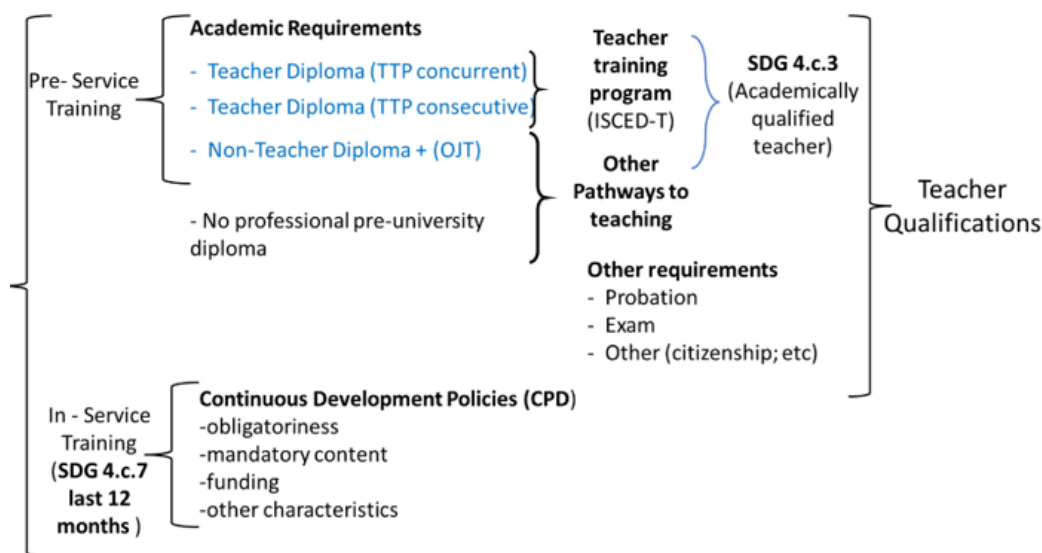 Pre- Service
Training
Academic Requirements
- Teacher Diploma (TTP concurrent)
- Teacher Diploma (TTP consecutive)
- Non-Teacher Diploma + (OJT)
- No professional pre-university
diploma
Teacher
training
program
(ISCED-T)
Other
Pathways to
teaching
SDG 4.c.3
(Academically
qualified
teacher)
Other requirements
- Probation
- Exam
- Other (citizenship; etc)
Teacher
Qualifications
In - Service
Training
(SDG 4.c.7
last 12
months )
Continuous Development Policies (CPD)
-obligatoriness
-mandatory content
-funding
-other characteristics